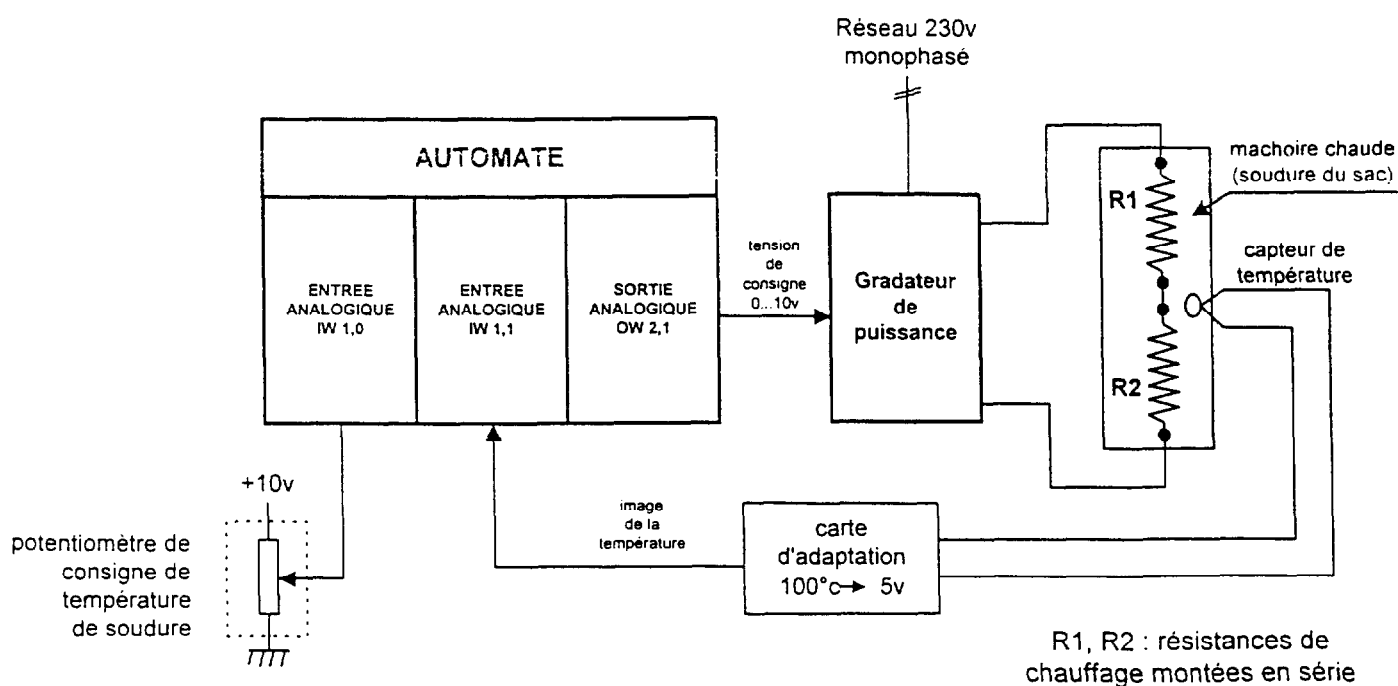 Réseau 230v
monophasé
AUTOMATE
ENTREE
ANALOGIQUE
IW 1,0
ENTREE
ANALOGIQUE
IW 1,1
SORTIE
ANALOGIQUE
OW 2,1
tension
de
consigne
0...10v
Gradateur
de
puissance
R1
R2
machoire chaude
(soudure du sac)
capteur de
température
+10v
potentiomètre de
consigne de
température
de soudure
image
de la
température
carte
d'adaptation
100°c→ 5v
R1, R2 : résistances de
chauffage montées en série